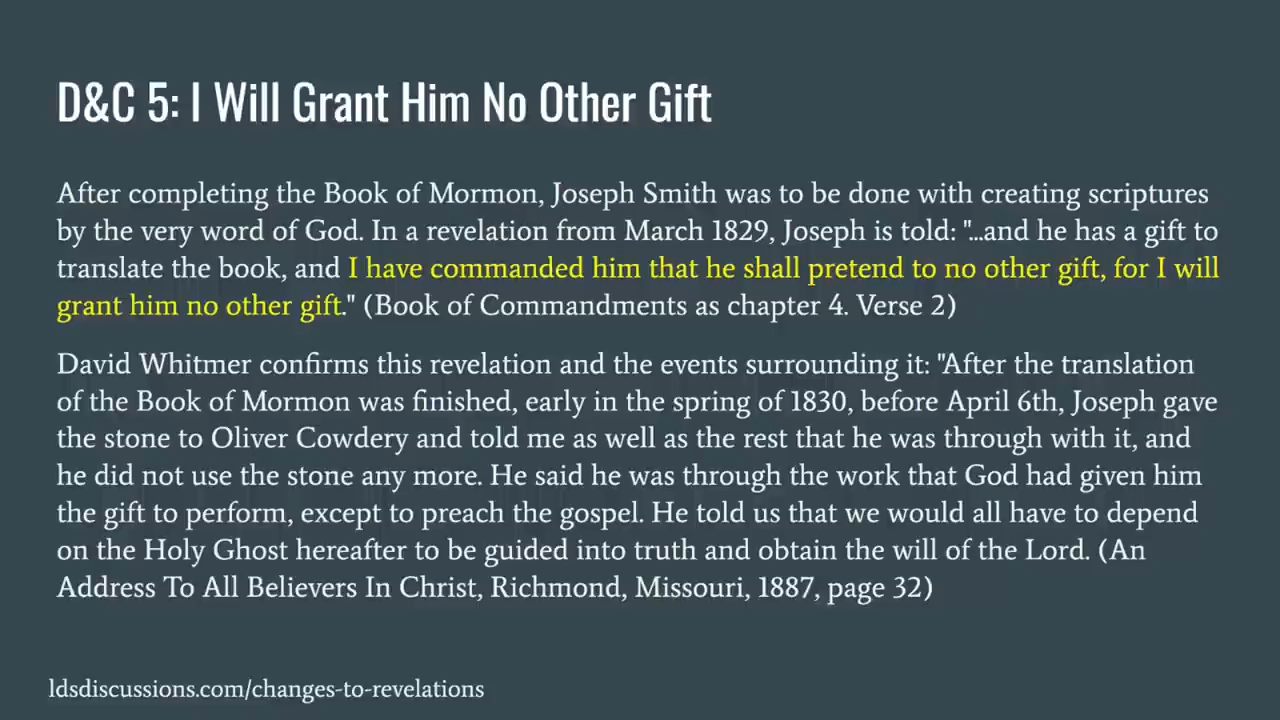 D&C 5: I Will Grant Him No Other Gift
After completing the Book of Mormon, Joseph Smith was to be done with creating scriptures
by the very word of God. In a revelation from March 1829, Joseph is told: "...and he has a gift to
translate the book, and I have commanded him that he shall pretend to no other gift, for I will
grant him no other gift." (Book of Commandments as chapter 4. Verse 2)
David Whitmer confirms this revelation and the events surrounding it: "After the translation
of the Book of Mormon was finished, early in the spring of 1830, before April 6th, Joseph gave
the stone to Oliver Cowdery and told me as well as the rest that he was through with it, and
he did not use the stone any more. He said he was through the work that God had given him
the gift to perform, except to preach the gospel. He told us that we would all have to depend
on the Holy Ghost hereafter to be guided into truth and obtain the will of the Lord. (An
Address To All Believers In Christ, Richmond, Missouri, 1887, page 32)
ldsdiscussions.com/changes-to-revelations